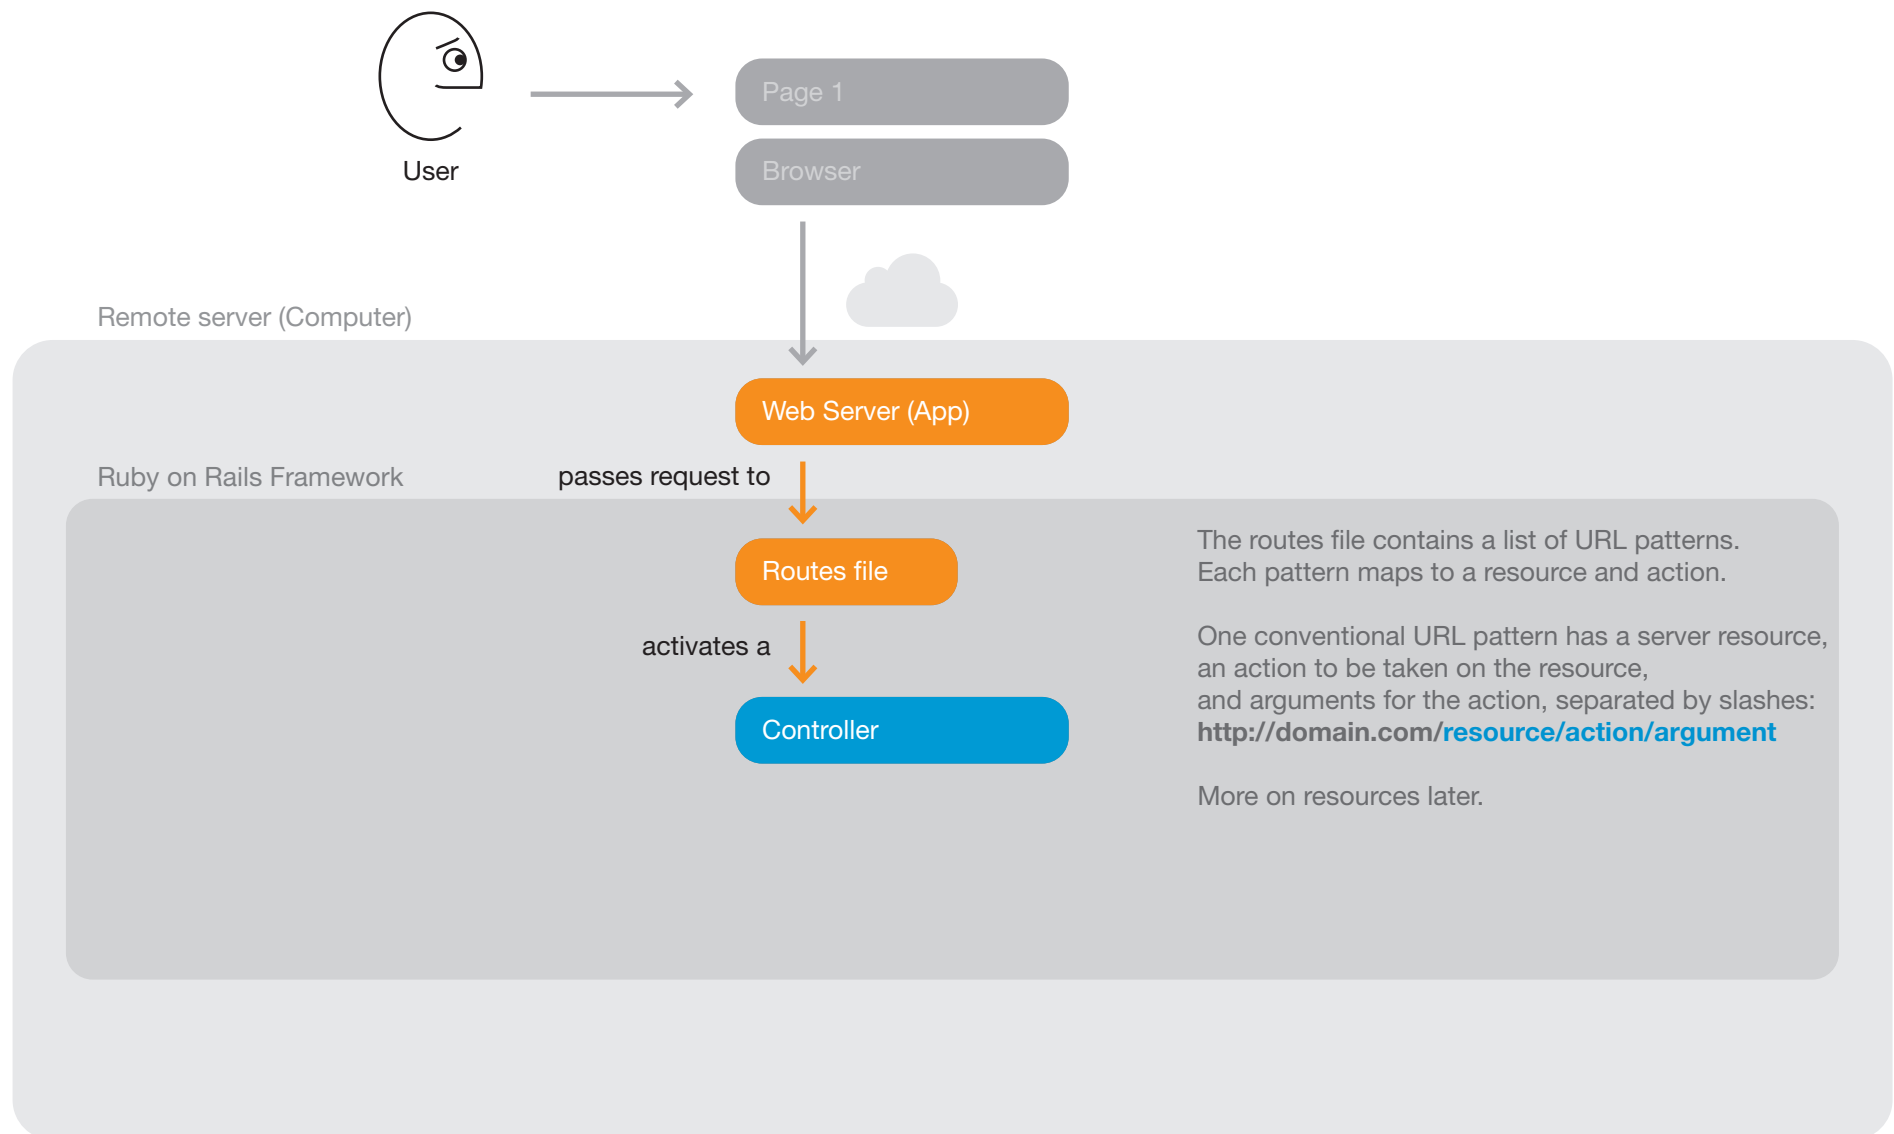 Page 1
Browser
User
Remote server (Computer)
Web Server (App)
Ruby on Rails Framework
passes request to
Routes file
activates a
Controller
The routes file contains a list of URL patterns.
Each pattern maps to a resource and action.
One conventional URL pattern has a server resource,
an action to be taken on the resource,
and arguments for the action, separated by slashes:
http://domain.com/resource/action/argument
More on resources later.